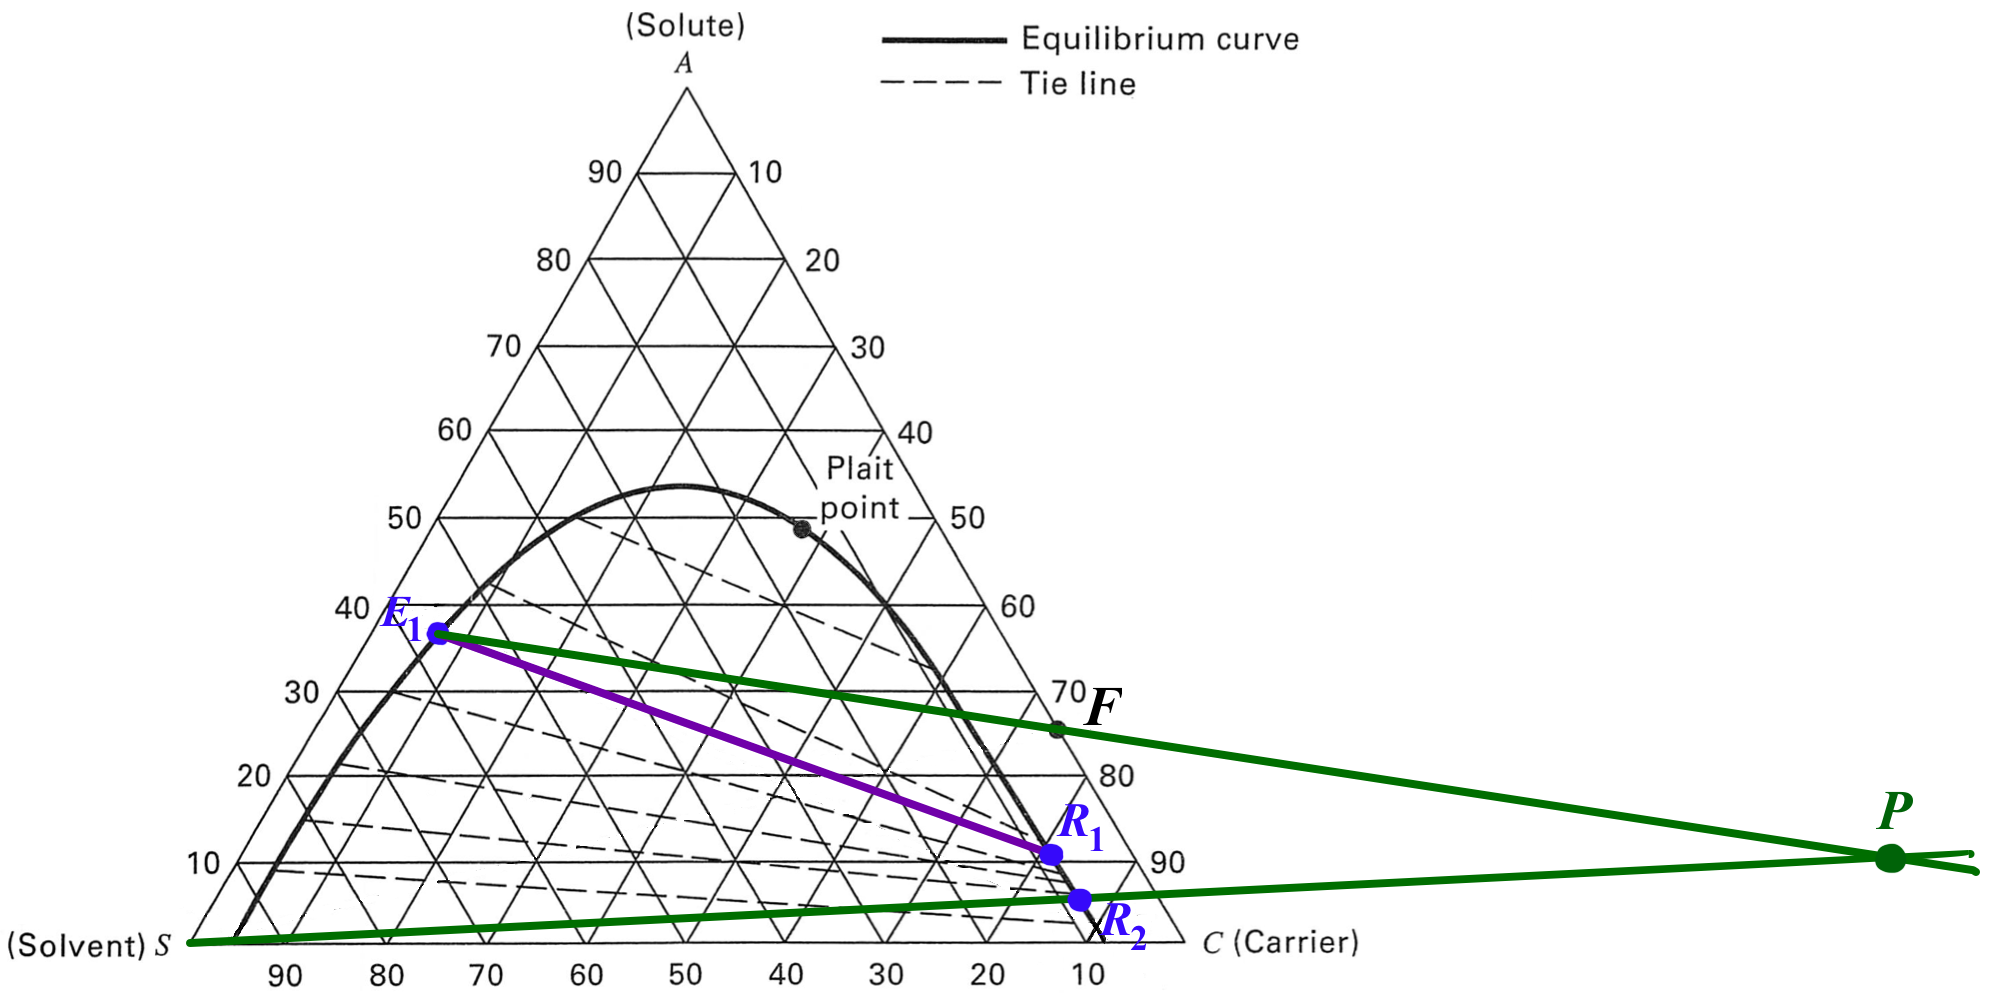 (Solute)
A
Equilibrium curve
Tie line
90 10
80 20
70 30
60 40
Plait
point
50 50
40 60
E1
30 70
F
20 80
P
R1
10 90
R2
(Solvent) S
C (Carrier)
90 80 70 60 50 40 30 20 10